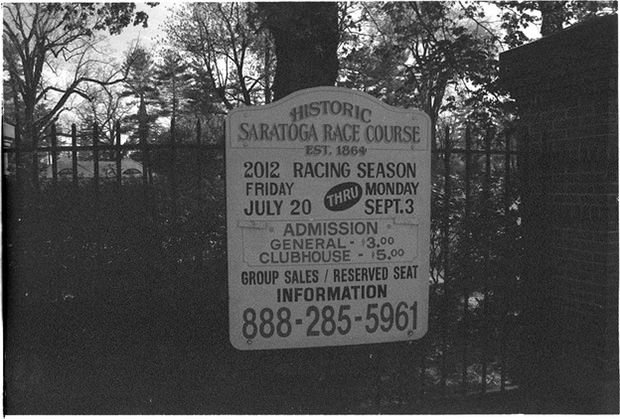 HISTORIC
SARATOGA RACE COURSE
EST. 1864
2012 RACING SEASON
FRIDAY THRU MONDAY
JULY 20 SEPT.3
ADMISSION
GENERAL - $3.00
CLUBHOUSE - $5.00
GROUP SALES / RESERVED SEAT
INFORMATION
888-285-5961